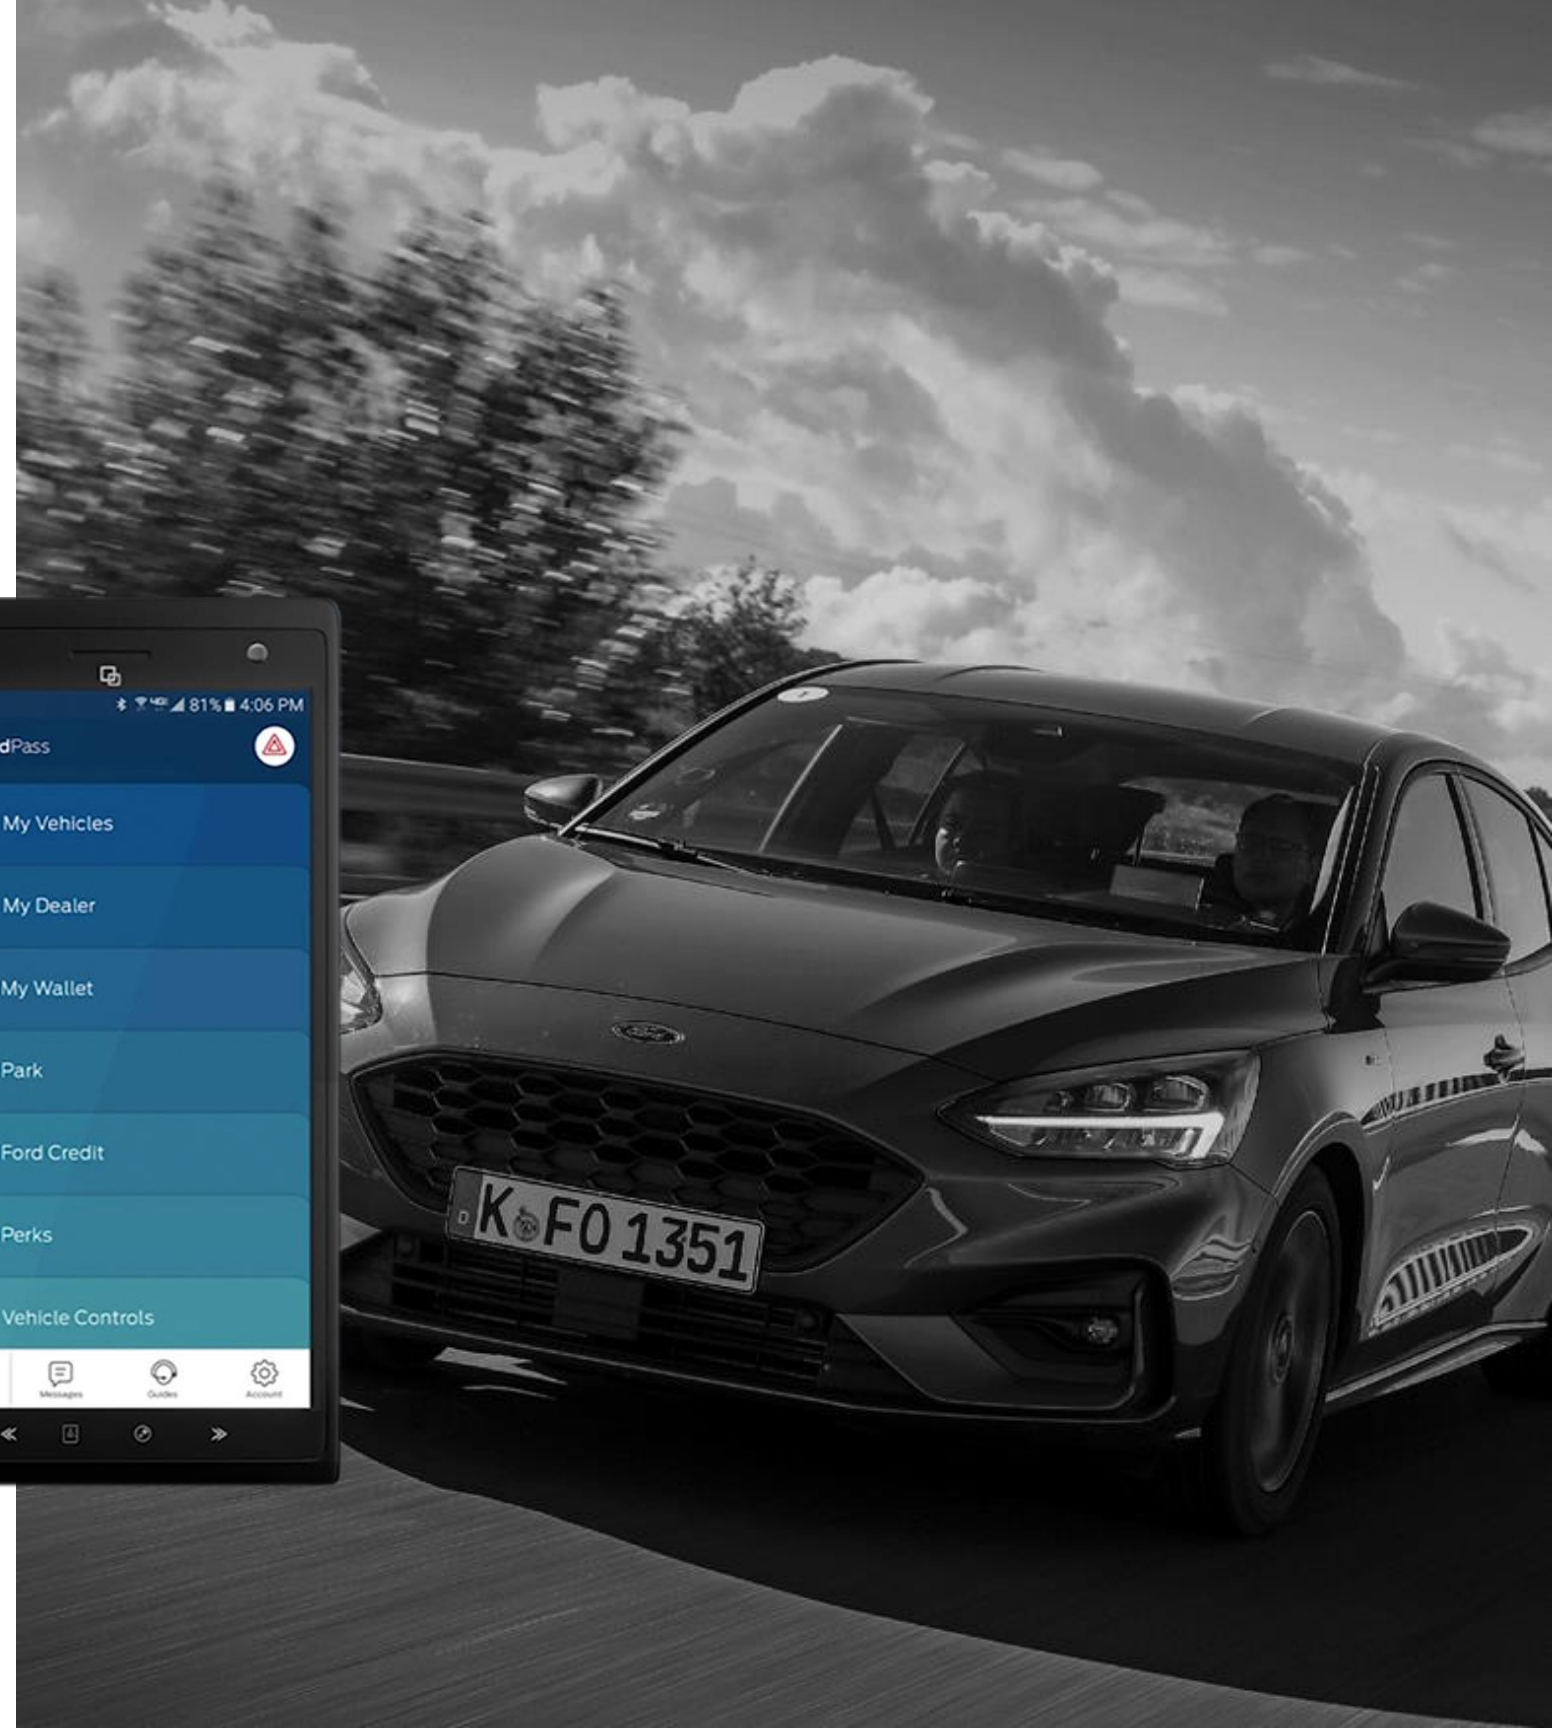 81% 4:06 PM
dPass
My Vehicles
My Dealer
My Wallet
Park
Ford Credit
Perks
Vehicle Controls
Messages Guides Account
Ford
D K FO 1351